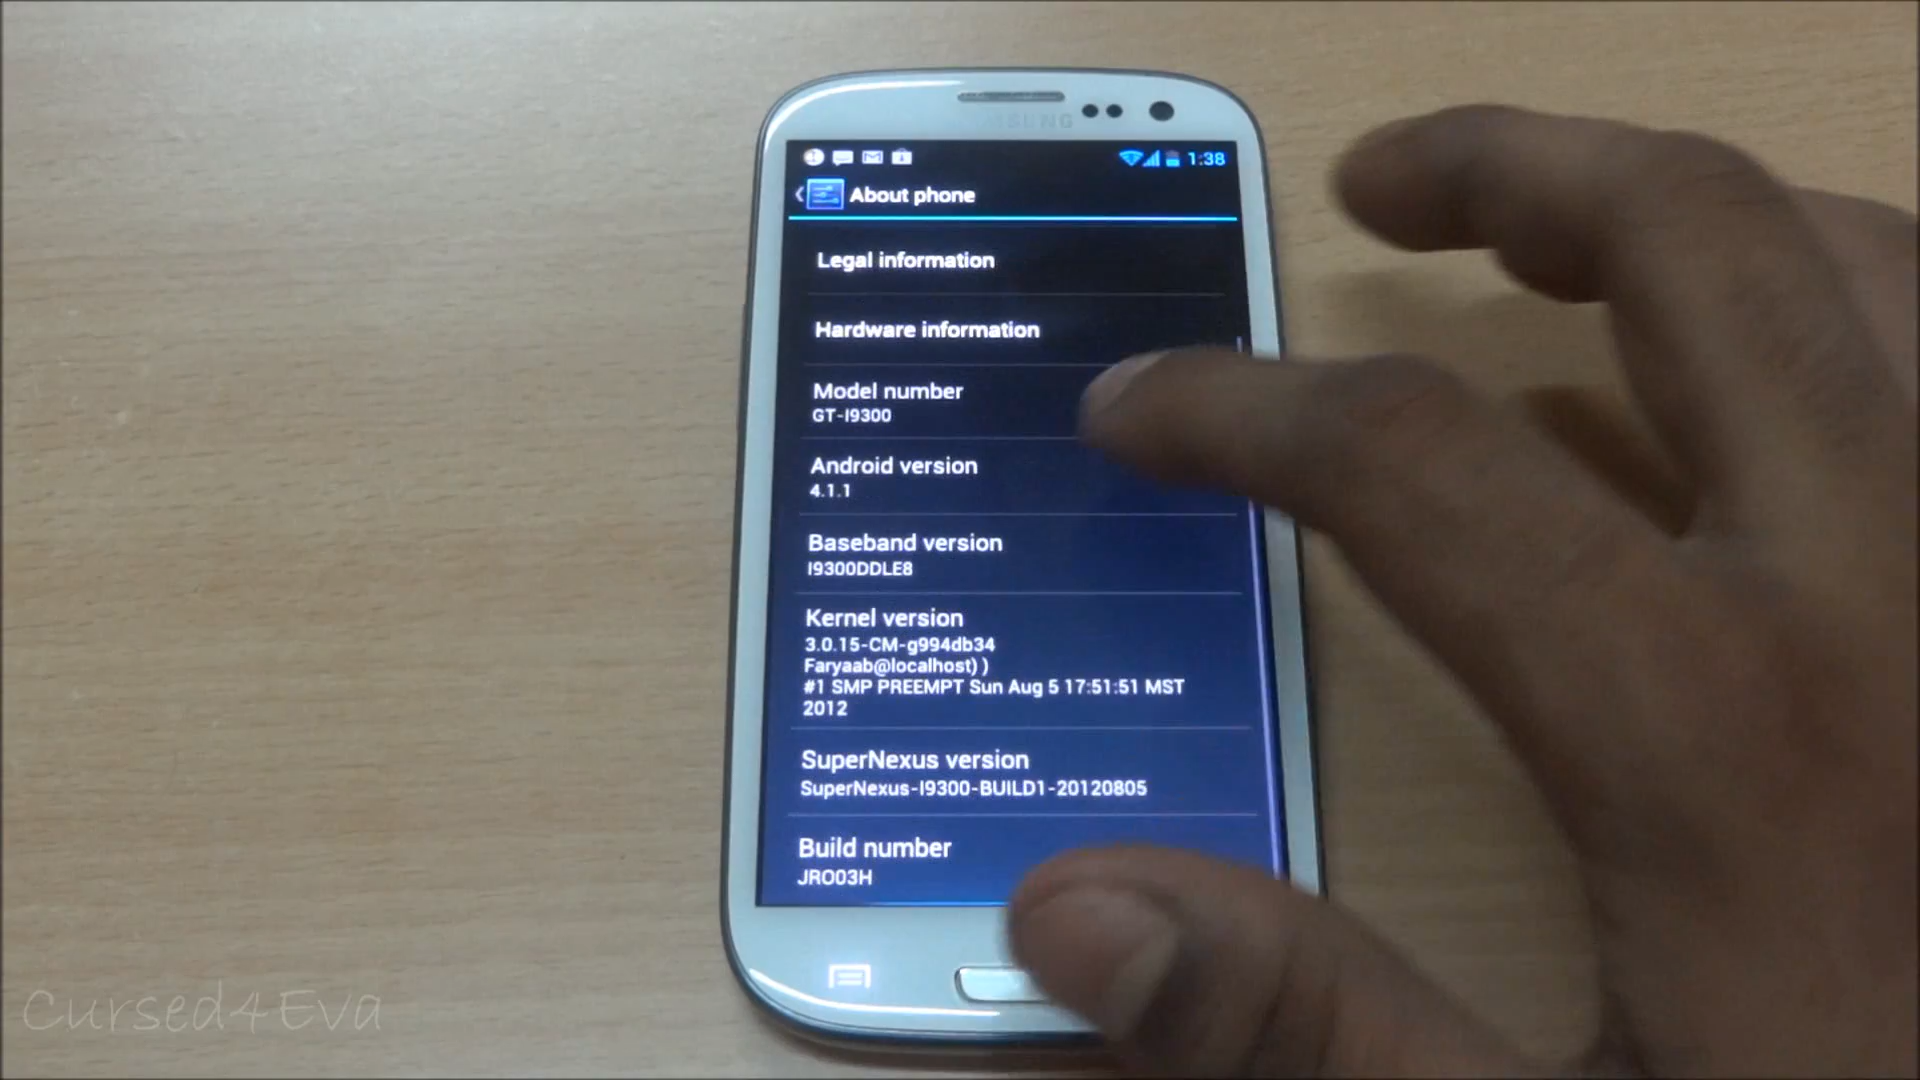 SAMSUNG
1:38
About phone
Legal information
Hardware information
Model number
GT-I9300
Android version
4.1.1
Baseband version
I9300DDLE8
Kernel version
3.0.15-CM-g994db34
Faryaab@localhost) )
#1 SMP PREEMPT Sun Aug 5 17:51:51 MST
2012
SuperNexus version
SuperNexus-I9300-BUILD1-20120805
Build number
JRO03H
Cursed4Eva